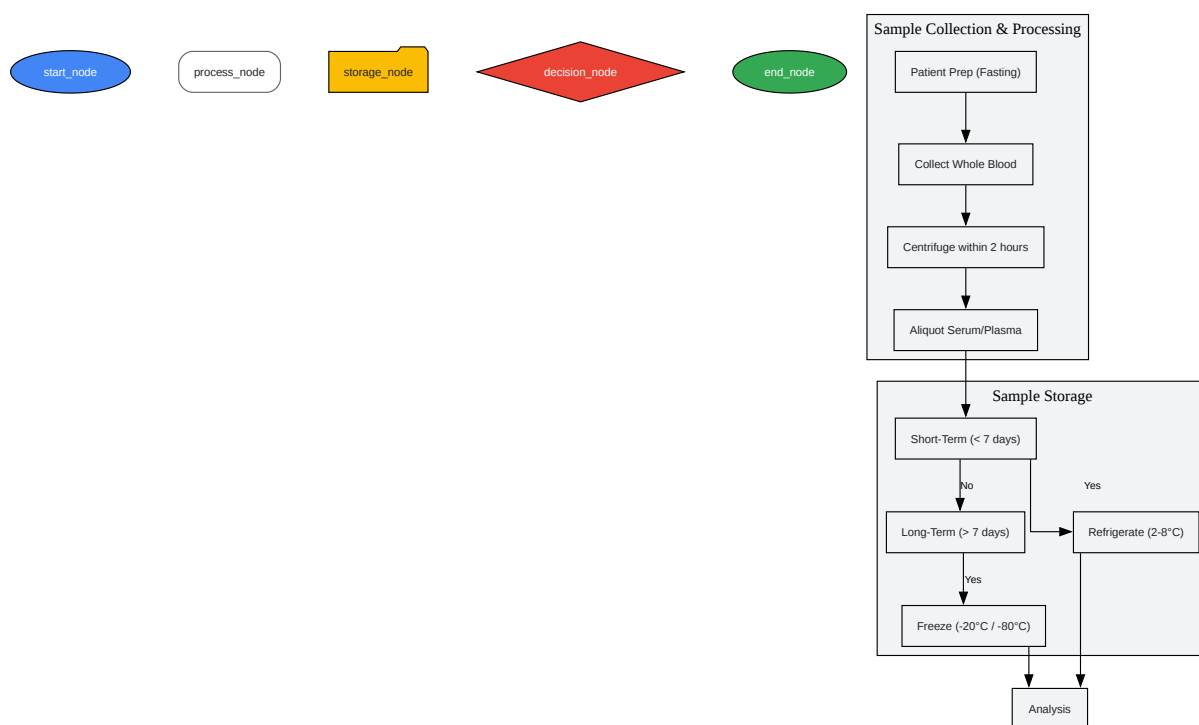 start_node
process_node
storage_node
decision_node
end_node
Sample Collection & Processing
Patient Prep (Fasting)
Collect Whole Blood
Centrifuge within 2 hours
Aliquot Serum/Plasma
Sample Storage
Short-Term (< 7 days)
No
Yes
Long-Term (> 7 days)
Refrigerate (2-8°C)
Yes
Freeze (-20°C / -80°C)
Analysis